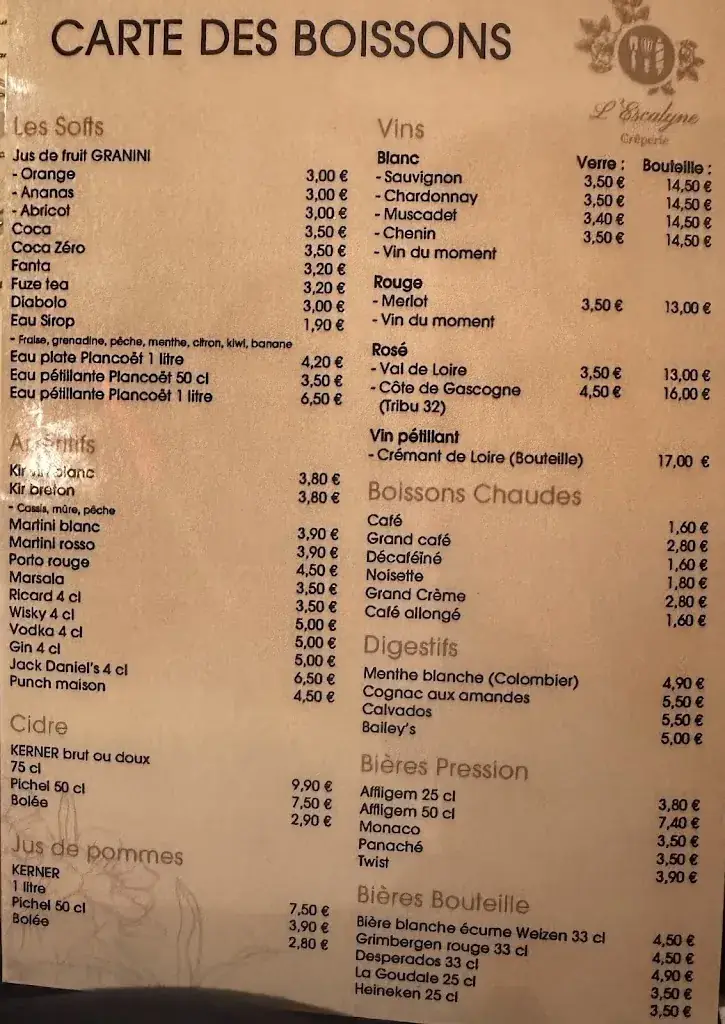 CARTE DES BOISSONS
L'Escalyne
Crêperie
Les Softs
Jus de fruit GRANINI
- Orange 3,00 €
- Ananas 3,00 €
- Abricot 3,00 €
Coca 3,50 €
Coca Zéro 3,50 €
Fanta 3,20 €
Fuze tea 3,20 €
Diabolo 3,00 €
Eau Sirop 1,90 €
- Fraise, grenadine, pêche, menthe, citron, kiwi, banane
Eau plate Plancoët 1 litre 4,20 €
Eau pétillante Plancoët 50 cl 3,50 €
Eau pétillante Plancoët 1 litre 6,50 €
Apéritifs
Kir vin blanc 3,80 €
Kir breton 3,80 €
- Cassis, mûre, pêche
Martini blanc 3,90 €
Martini rosso 3,90 €
Porto rouge 4,50 €
Marsala 3,50 €
Ricard 4 cl 3,50 €
Wisky 4 cl 5,00 €
Vodka 4 cl 5,00 €
Gin 4 cl 5,00 €
Jack Daniel's 4 cl 6,50 €
Punch maison 4,50 €
Cidre
KERNER brut ou doux
75 cl 9,90 €
Pichel 50 cl 7,50 €
Bolée 2,90 €
Jus de pommes
KERNER
1 litre 7,50 €
Pichel 50 cl 3,90 €
Bolée 2,80 €
Vins
Blanc Verre : Bouteille :
- Sauvignon 3,50 € 14,50 €
- Chardonnay 3,50 € 14,50 €
- Muscadet 3,40 € 14,50 €
- Chenin 3,50 € 14,50 €
- Vin du moment
Rouge
- Merlot 3,50 € 13,00 €
- Vin du moment
Rosé
- Val de Loire 3,50 € 13,00 €
- Côte de Gascogne 4,50 € 16,00 €
(Tribu 32)
Vin pétillant
- Crémant de Loire (Bouteille) 17,00 €
Boissons Chaudes
Café 1,60 €
Grand café 2,80 €
Décaféiné 1,60 €
Noisette 1,80 €
Grand Crème 2,80 €
Café allongé 1,60 €
Digestifs
Menthe blanche (Colombier) 4,90 €
Cognac aux amandes 5,50 €
Calvados 5,50 €
Bailey's 5,00 €
Bières Pression
Affligem 25 cl 3,80 €
Affligem 50 cl 7,40 €
Monaco 3,50 €
Panaché 3,50 €
Twist 3,90 €
Bières Bouteille
Bière blanche écume Weizen 33 cl 4,50 €
Grimbergen rouge 33 cl 4,50 €
Desperados 33 cl 4,90 €
La Goudale 25 cl 3,50 €
Heineken 25 cl 3,50 €